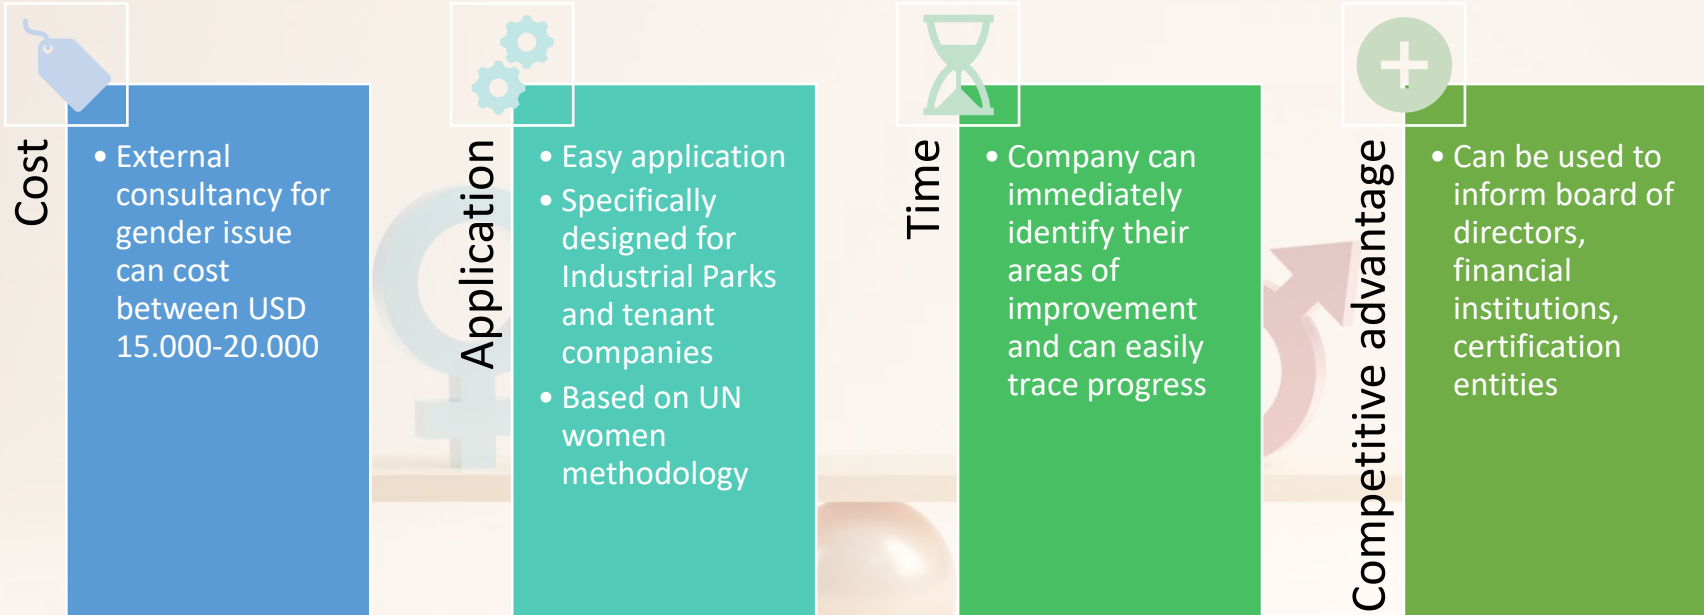 Cost
• External
consultancy for
gender issue
can cost
between USD
15.000-20.000
Application
• Easy application
• Specifically
designed for
Industrial Parks
and tenant
companies
• Based on UN
women
methodology
Time
• Company can
immediately
identify their
areas of
improvement
and can easily
trace progress
Competitive advantage
• Can be used to
inform board of
directors,
financial
institutions,
certification
entities